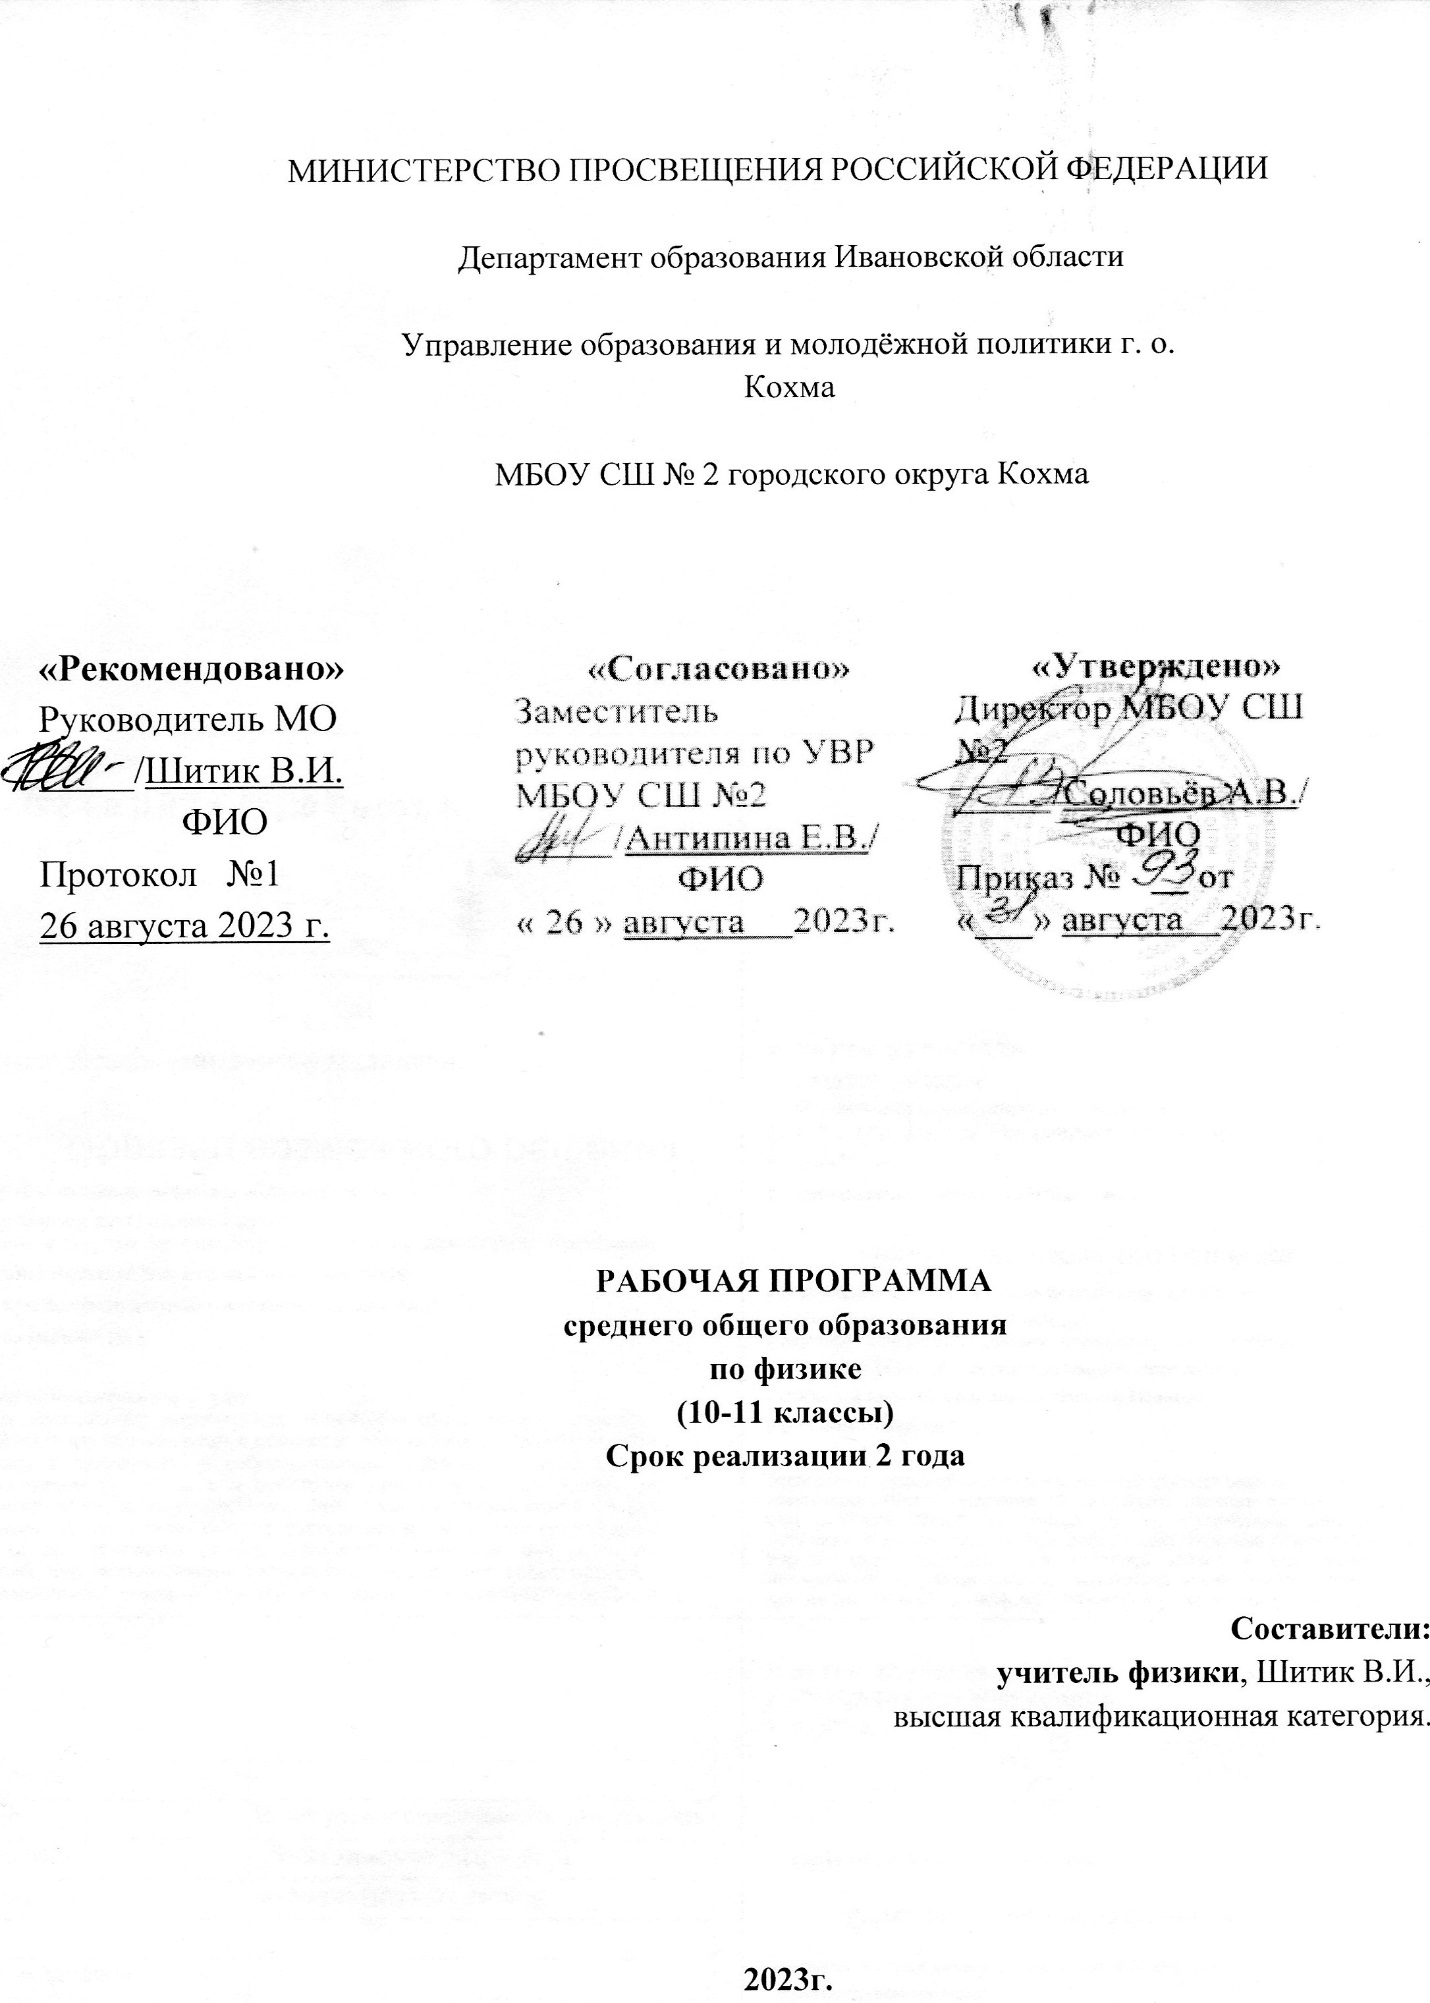 МИНИСТЕРСТВО ПРОСВЕЩЕНИЯ РОССИЙСКОЙ ФЕДЕРАЦИИ
Департамент образования Ивановской области
Управление образования и молодёжной политики г. о.
Кохма
МБОУ СШ № 2 городского округа Кохма
«Рекомендовано»
Руководитель МО
/Шитик В.И.
ФИО
Протокол №1
26 августа 2023 г.
«Согласовано»
Заместитель
руководителя по УВР
МБОУ СШ №2
/Антипина Е.В./
ФИО
« 26 » августа 2023г.
«Утверждено»
Директор МБОУ СШ
№2
/Соловьёв А.В./
ФИО
Приказ № 93 от
«31» августа 2023г.
РАБОЧАЯ ПРОГРАММА
среднего общего образования
по физике
(10-11 классы)
Срок реализации 2 года
Составители:
учитель физики, Шитик В.И.,
высшая квалификационная категория.
2023г.